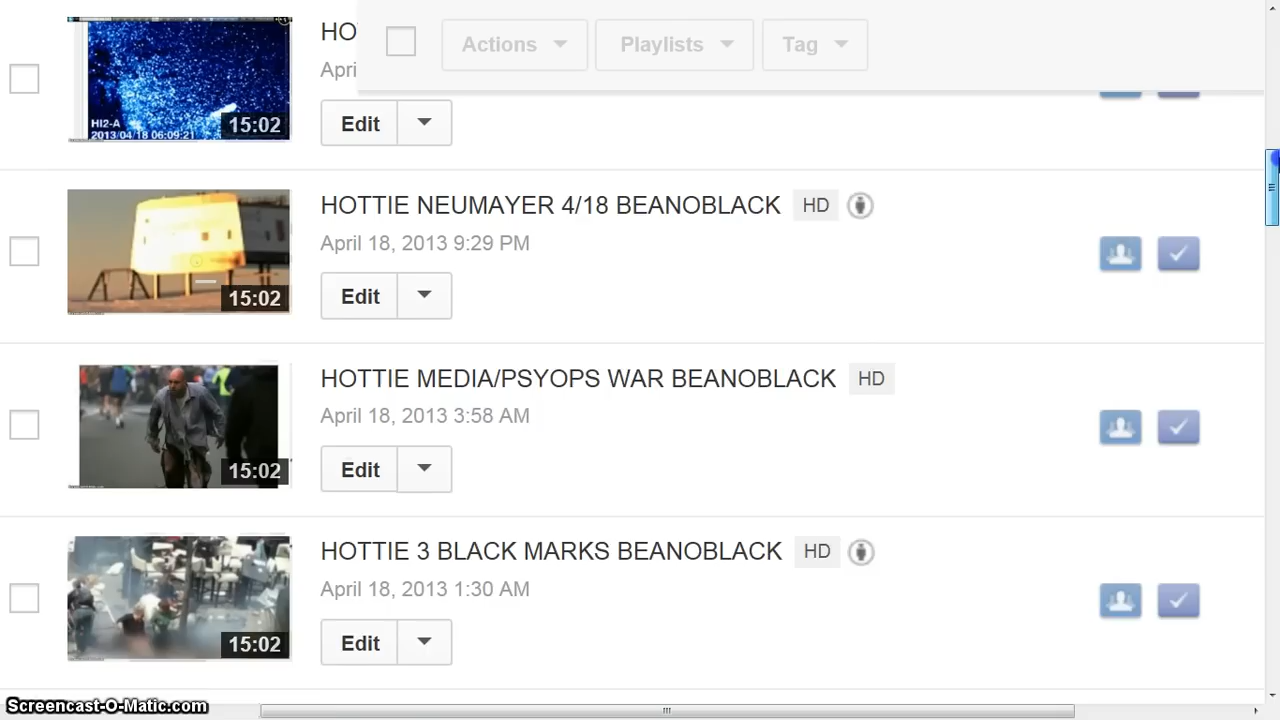 HO
Actions
Playlists
Tag
Apri
HI2-A
2013/04/18 06:09:21
15:02
Edit
HOTTIE NEUMAYER 4/18 BEANOBLACK HD
April 18, 2013 9:29 PM
15:02
Edit
HOTTIE MEDIA/PSYOPS WAR BEANOBLACK HD
April 18, 2013 3:58 AM
15:02
Edit
HOTTIE 3 BLACK MARKS BEANOBLACK HD
April 18, 2013 1:30 AM
15:02
Edit
Screencast-O-Matic.com